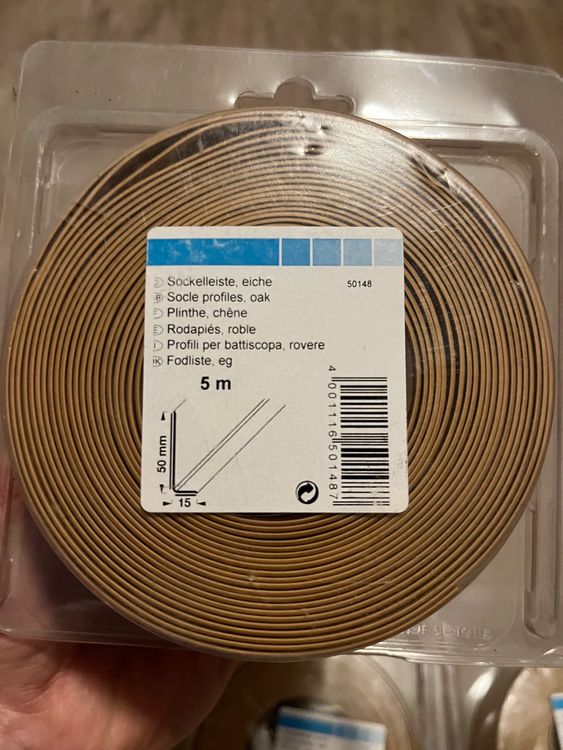 Sockelleiste, eiche
50148
Socle profiles, oak
Plinthe, chêne
Rodapiés, roble
Profili per battiscopa, rovere
Fodliste, eg
5 m
50 mm
15
4 001116 501487